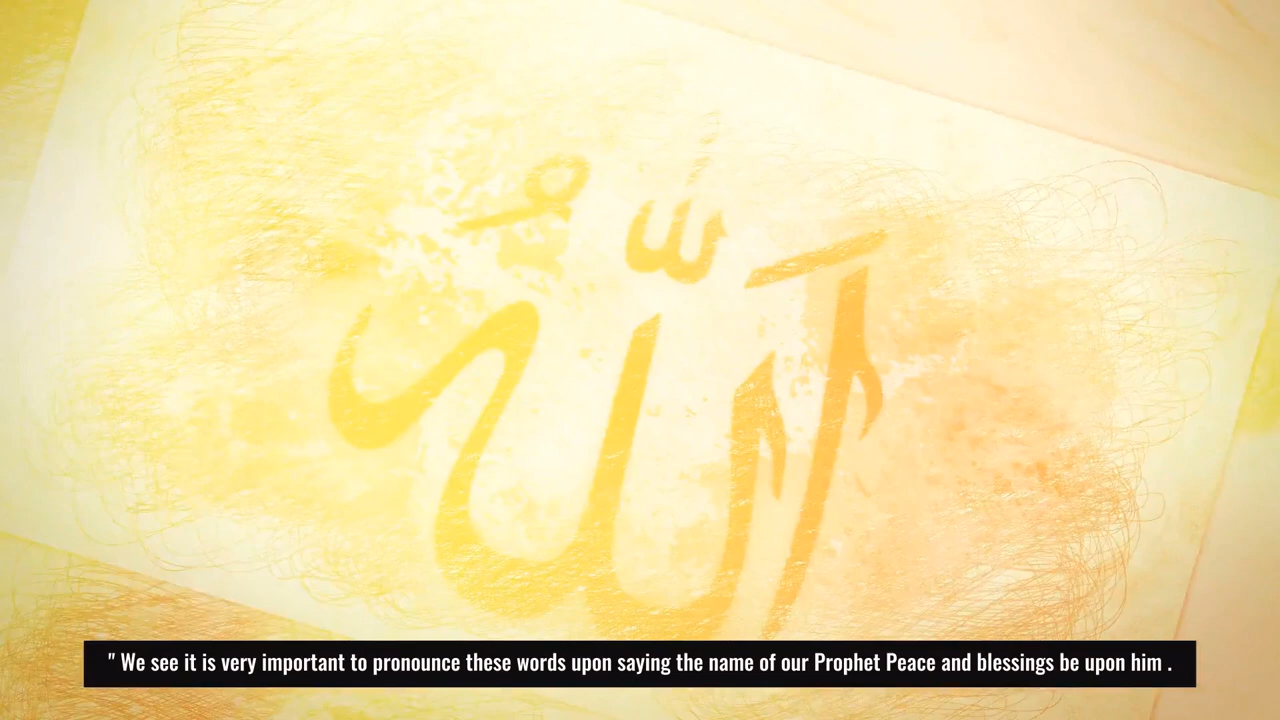 الله
" We see it is very important to pronounce these words upon saying the name of our Prophet Peace and blessings be upon him .